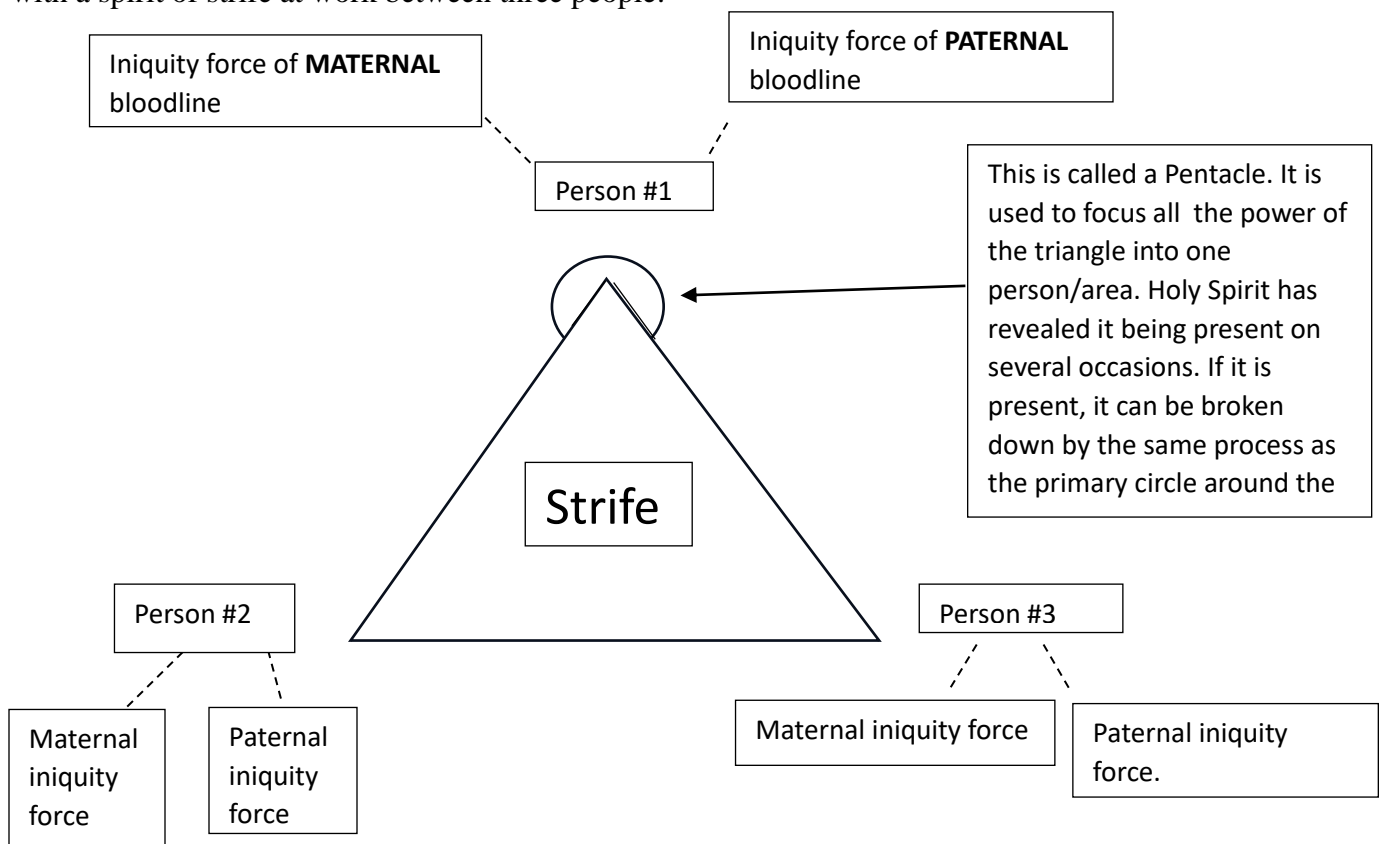 with a spirit of strife at work between three people.
Iniquity force of MATERNAL
bloodline
Iniquity force of PATERNAL
bloodline
Person #1
This is called a Pentacle. It is
used to focus all the power of
the triangle into one
person/area. Holy Spirit has
revealed it being present on
several occasions. If it is
present, it can be broken
down by the same process as
the primary circle around the
Strife
Person #2
Person #3
Maternal
iniquity
force
Paternal
iniquity
force
Maternal iniquity force
Paternal iniquity
force.